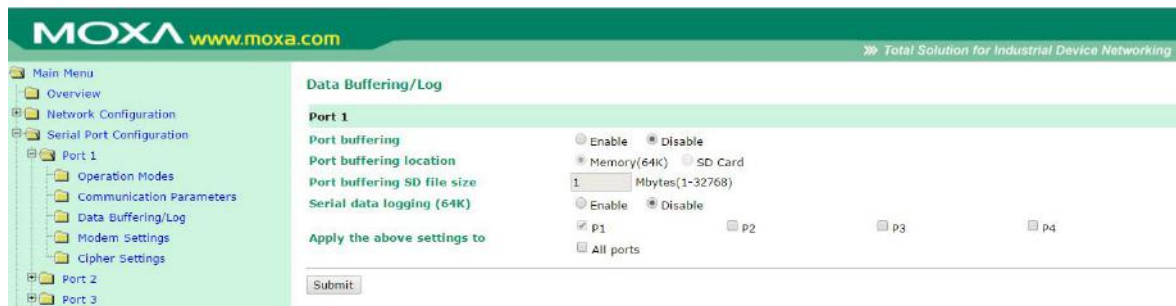 MOXA www.moxa.com
Total Solution for Industrial Device Networking
Main Menu
Overview
Network Configuration
Serial Port Configuration
Port 1
Operation Modes
Communication Parameters
Data Buffering/Log
Modem Settings
Cipher Settings
Port 2
Port 3
Data Buffering/Log
Port 1
Port buffering Enable Disable
Port buffering location Memory(64K) SD Card
Port buffering SD file size 1 Mbytes(1-32768)
Serial data logging (64K) Enable Disable
Apply the above settings to P1 P2 P3 P4
All ports
Submit